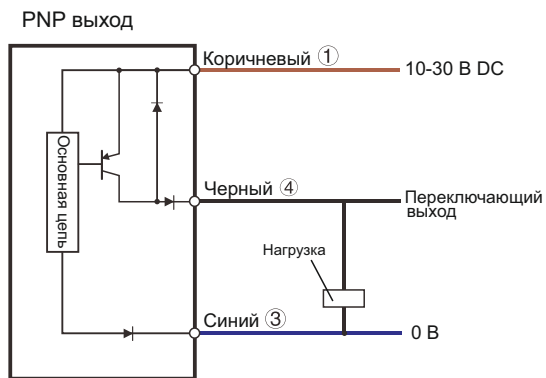 PNP выход
Коричневый ①
10-30 В DC
Основная цепь
Черный ④
Переключающий
выход
Нагрузка
Синий ③
0 В